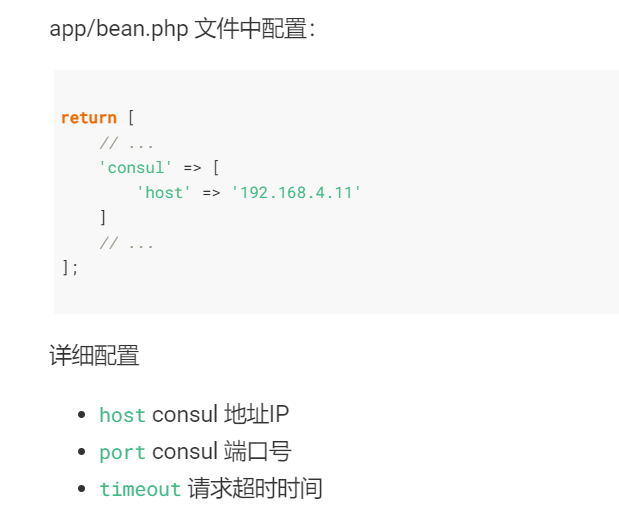 app/bean.php 文件中配置：
return [
    // ...
    'consul' => [
        'host' => '192.168.4.11'
    ]
    // ...
];
详细配置
• host consul 地址IP
• port consul 端口号
• timeout 请求超时时间